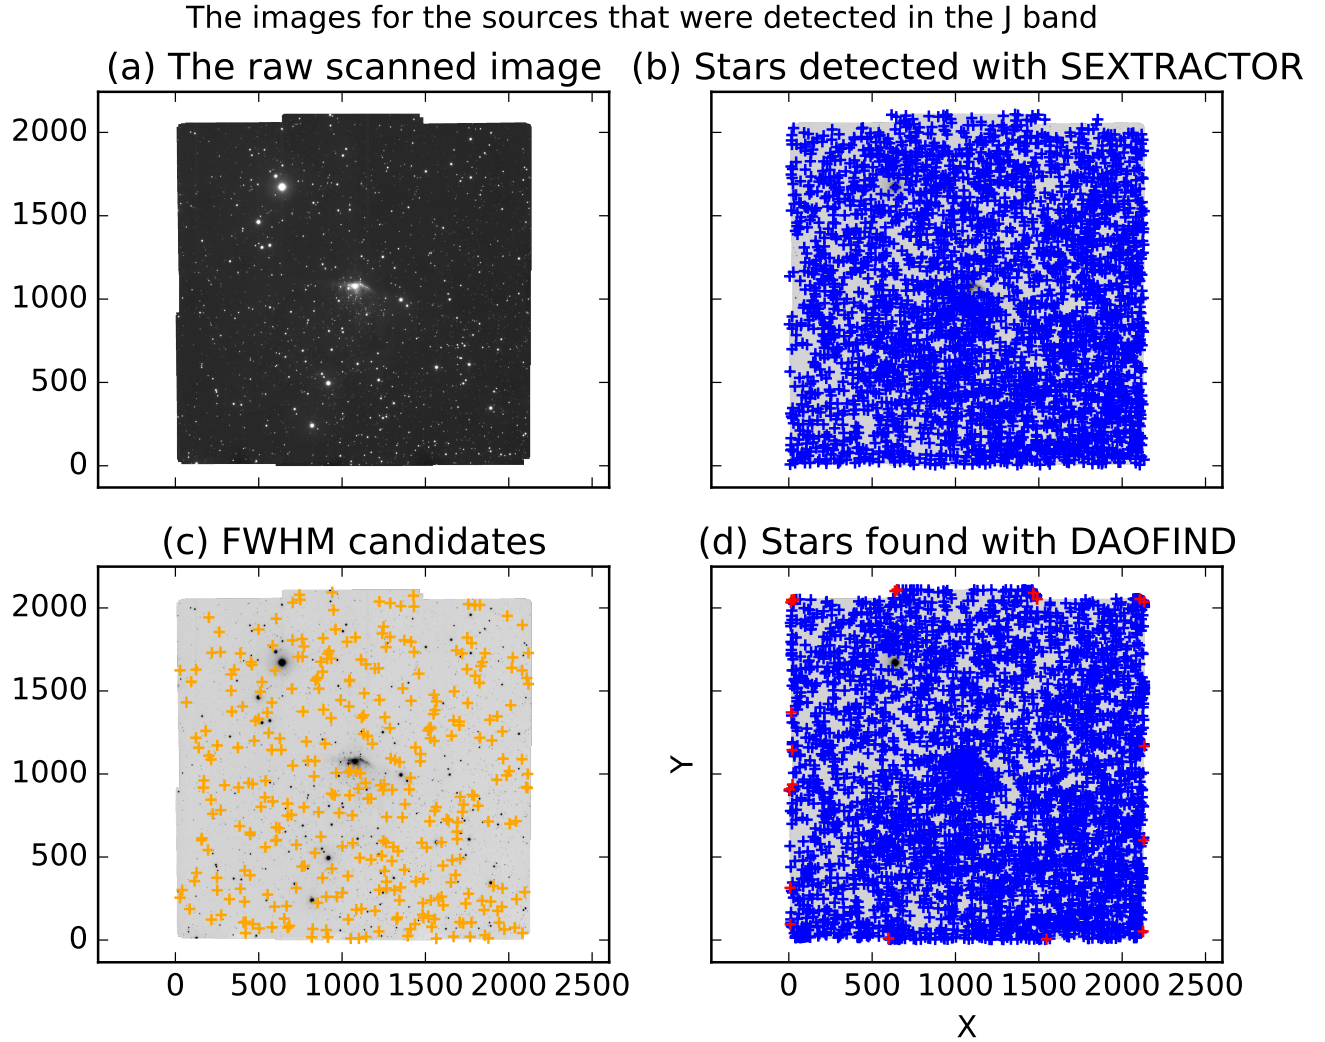 The images for the sources that were detected in the J band
(a) The raw scanned image
(b) Stars detected with SEXTRACTOR
2000
1500
1000
500
0
(c) FWHM candidates
(d) Stars found with DAOFIND
2000
1500
1000
500
0
Y
0 500 1000 1500 2000 2500
0 500 1000 1500 2000 2500
X